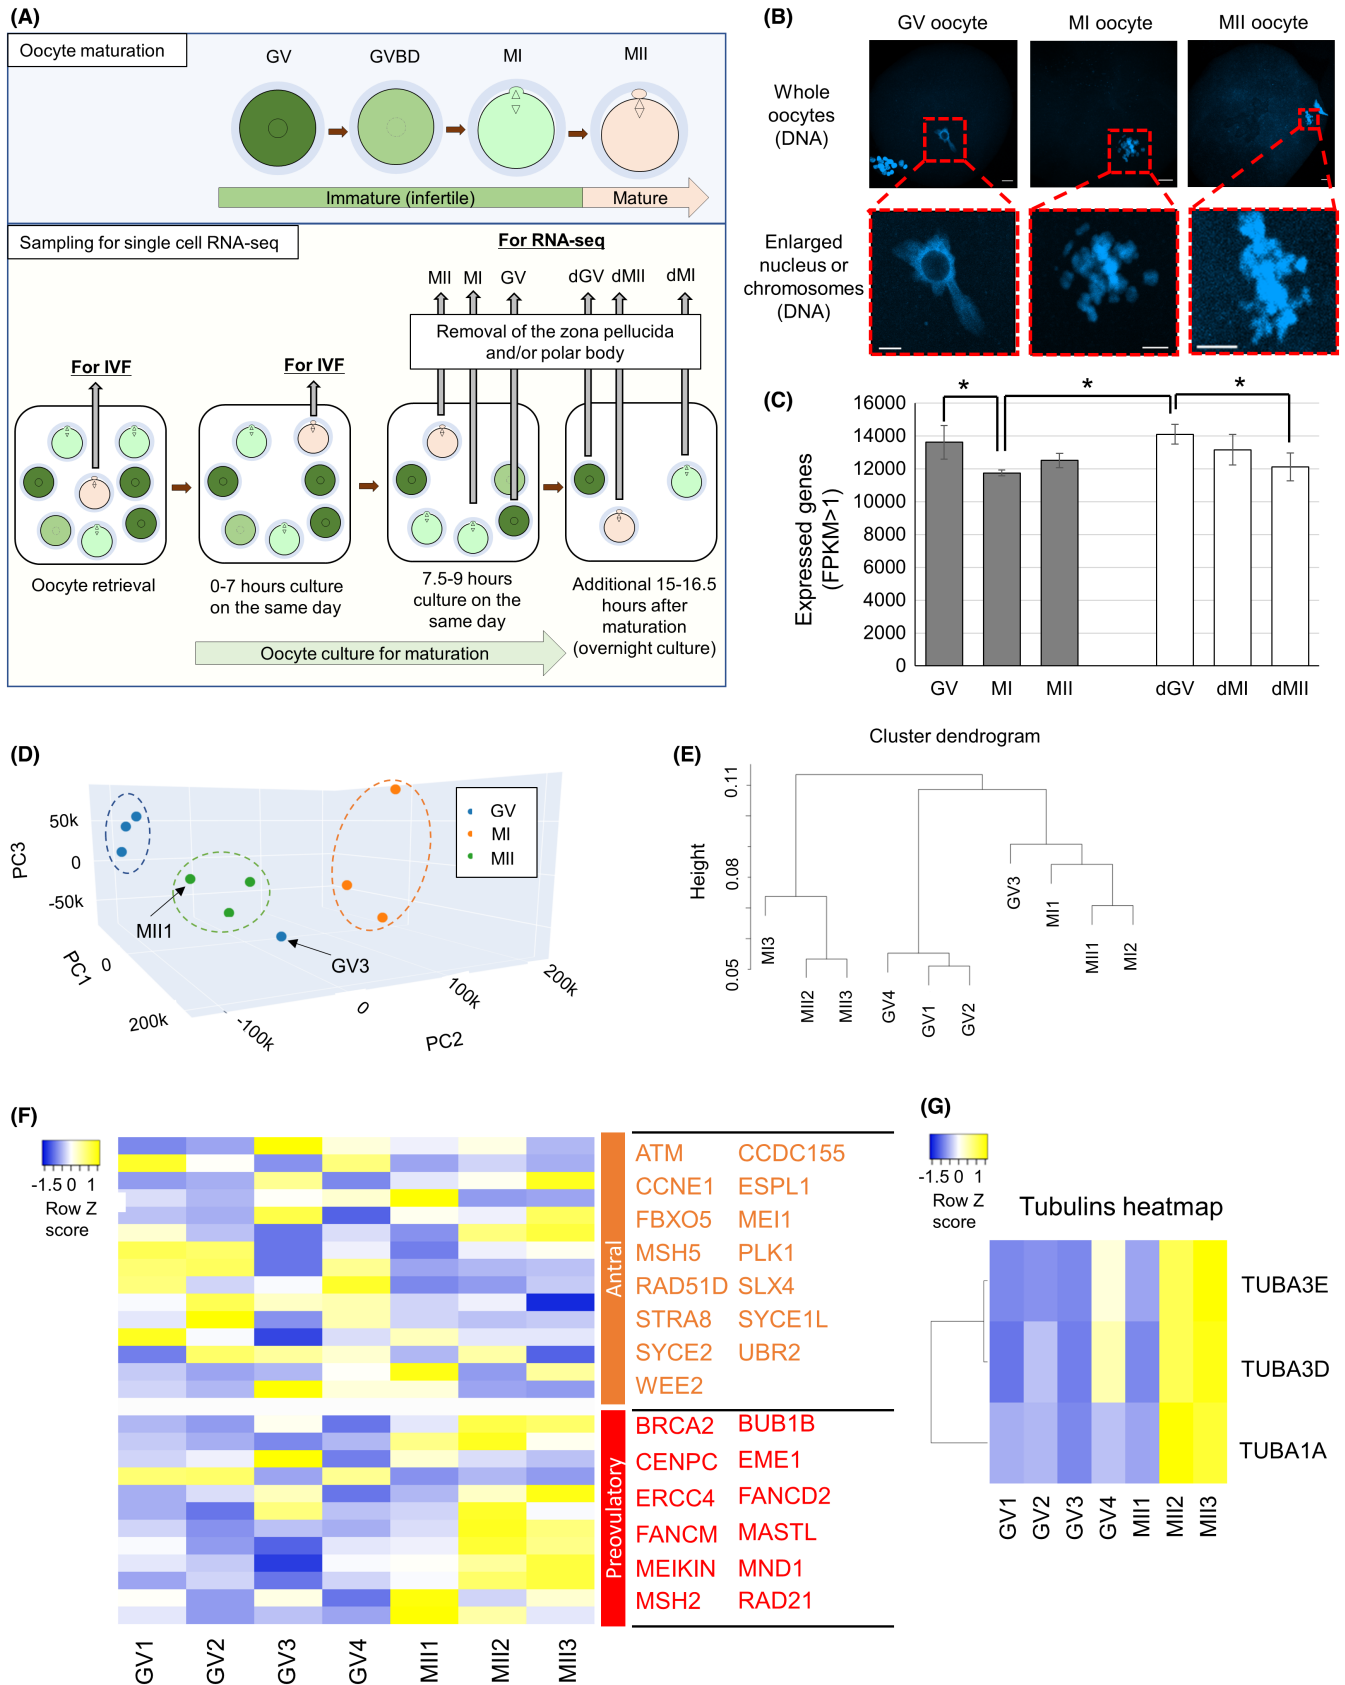 (A)
Oocyte maturation
GV
GVBD
MI
MII
Immature (infertile)
Mature
Sampling for single cell RNA-seq
For RNA-seq
MII
MI
GV
dGV
dMII
dMI
Removal of the zona pellucida
and/or polar body
For IVF
For IVF
Oocyte retrieval
0-7 hours culture
on the same day
7.5-9 hours
culture on the
same day
Additional 15-16.5
hours after
maturation
(overnight culture)
Oocyte culture for maturation
(B)
GV oocyte
MI oocyte
MII oocyte
Whole
oocytes
(DNA)
Enlarged
nucleus or
chromosomes
(DNA)
(C)
Expressed genes
(FPKM>1)
16000
14000
12000
10000
8000
6000
4000
2000
0
*
*
*
GV
MI
MII
dGV
dMI
dMII
(D)
PC3
50k
0
-50k
PC1
0
200k
-100k
0
100k
200k
PC2
MII1
GV3
GV
MI
MII
(E)
Cluster dendrogram
Height
0.11
0.08
0.05
MI3
MII2
MII3
GV4
GV1
GV2
GV3
MI1
MII1
MI2
(F)
-1.5 0 1
Row Z
score
Antral
ATM CCDC155
CCNE1 ESPL1
FBXO5 MEI1
MSH5 PLK1
RAD51D SLX4
STRA8 SYCE1L
SYCE2 UBR2
WEE2
Preovulatory
BRCA2 BUB1B
CENPC EME1
ERCC4 FANCD2
FANCM MASTL
MEIKIN MND1
MSH2 RAD21
GV1
GV2
GV3
GV4
MII1
MII2
MII3
(G)
-1.5 0 1
Row Z
score
Tubulins heatmap
TUBA3E
TUBA3D
TUBA1A
GV1
GV2
GV3
GV4
MII1
MII2
MII3